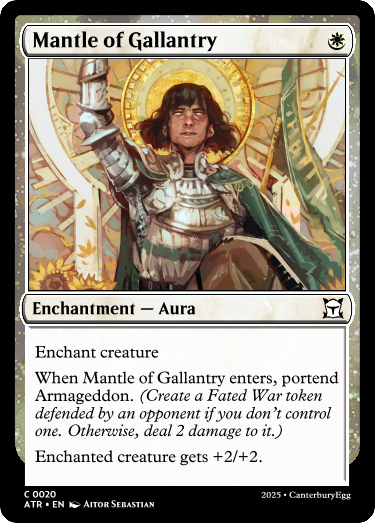 Mantle of Gallantry
Enchantment — Aura
Enchant creature
When Mantle of Gallantry enters, portend
Armageddon. (Create a Fated War token
defended by an opponent if you don't control
one. Otherwise, deal 2 damage to it.)
Enchanted creature gets +2/+2.
C 0020
ATR • EN Aitor Sebastian
2025 • CanterburyEgg